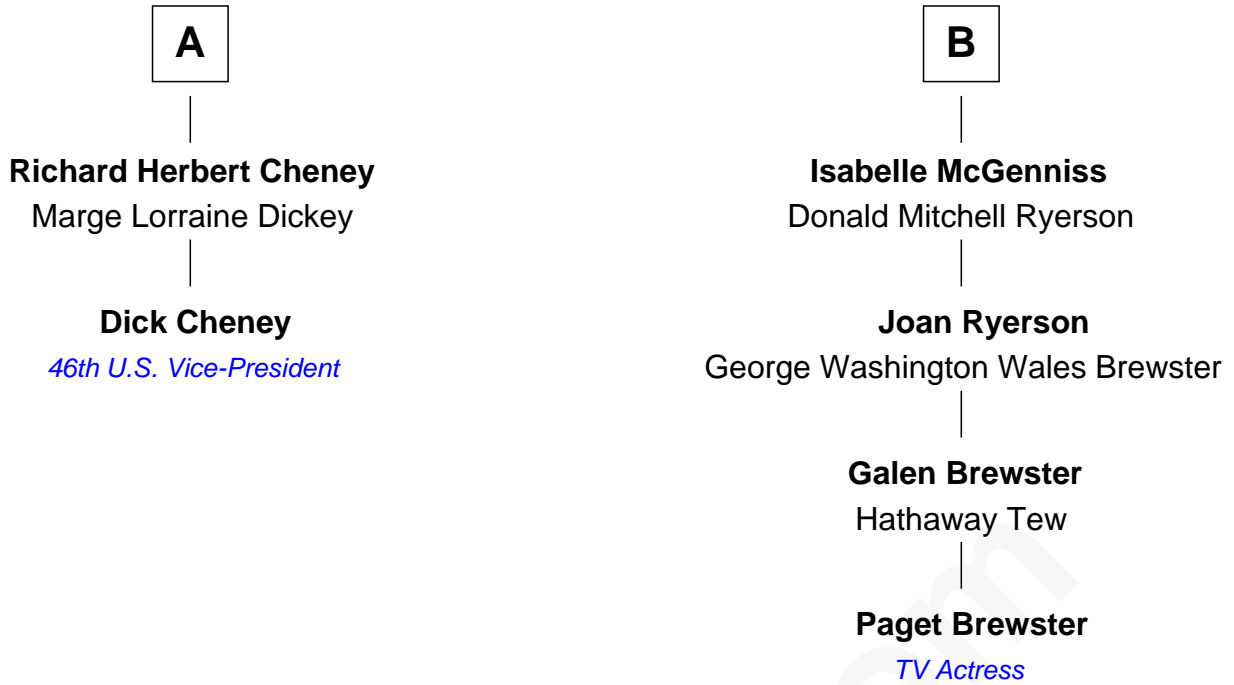 A
Richard Herbert Cheney
Marge Lorraine Dickey
Dick Cheney
46th U.S. Vice-President
B
Isabelle McGenniss
Donald Mitchell Ryerson
Joan Ryerson
George Washington Wales Brewster
Galen Brewster
Hathaway Tew
Paget Brewster
TV Actress